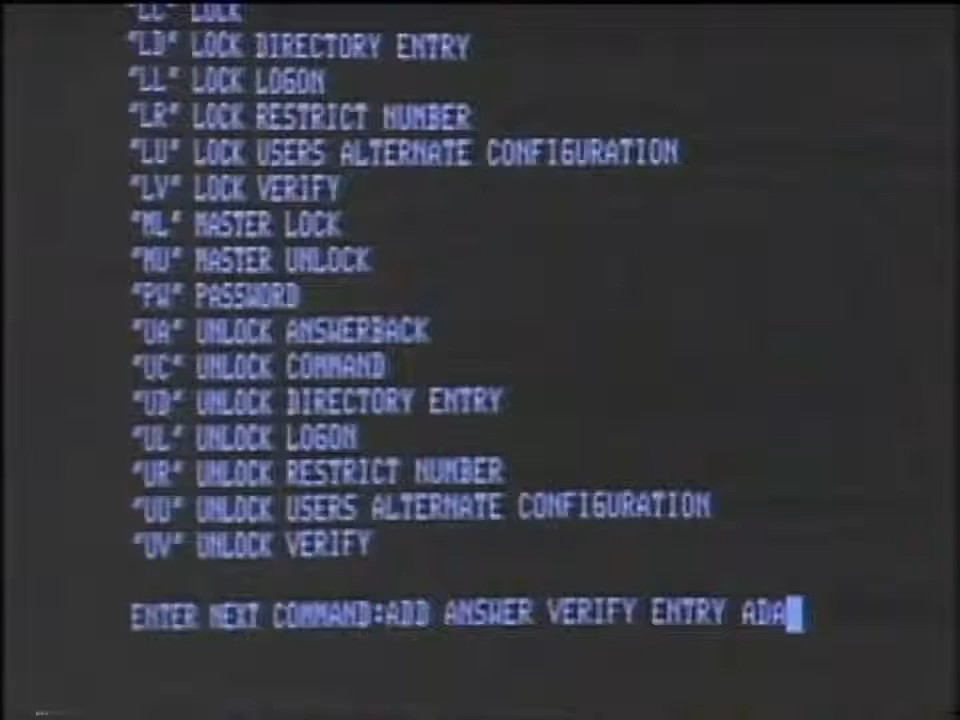 "LC" LOCK
"LD" LOCK DIRECTORY ENTRY
"LL" LOCK LOGON
"LR" LOCK RESTRICT NUMBER
"LU" LOCK USERS ALTERNATE CONFIGURATION
"LV" LOCK VERIFY
"ML" MASTER LOCK
"MU" MASTER UNLOCK
"PW" PASSWORD
"UA" UNLOCK ANSWERBACK
"UC" UNLOCK COMMAND
"UD" UNLOCK DIRECTORY ENTRY
"UL" UNLOCK LOGON
"UR" UNLOCK RESTRICT NUMBER
"UU" UNLOCK USERS ALTERNATE CONFIGURATION
"UV" UNLOCK VERIFY
ENTER NEXT COMMAND:ADD ANSWER VERIFY ENTRY ADA